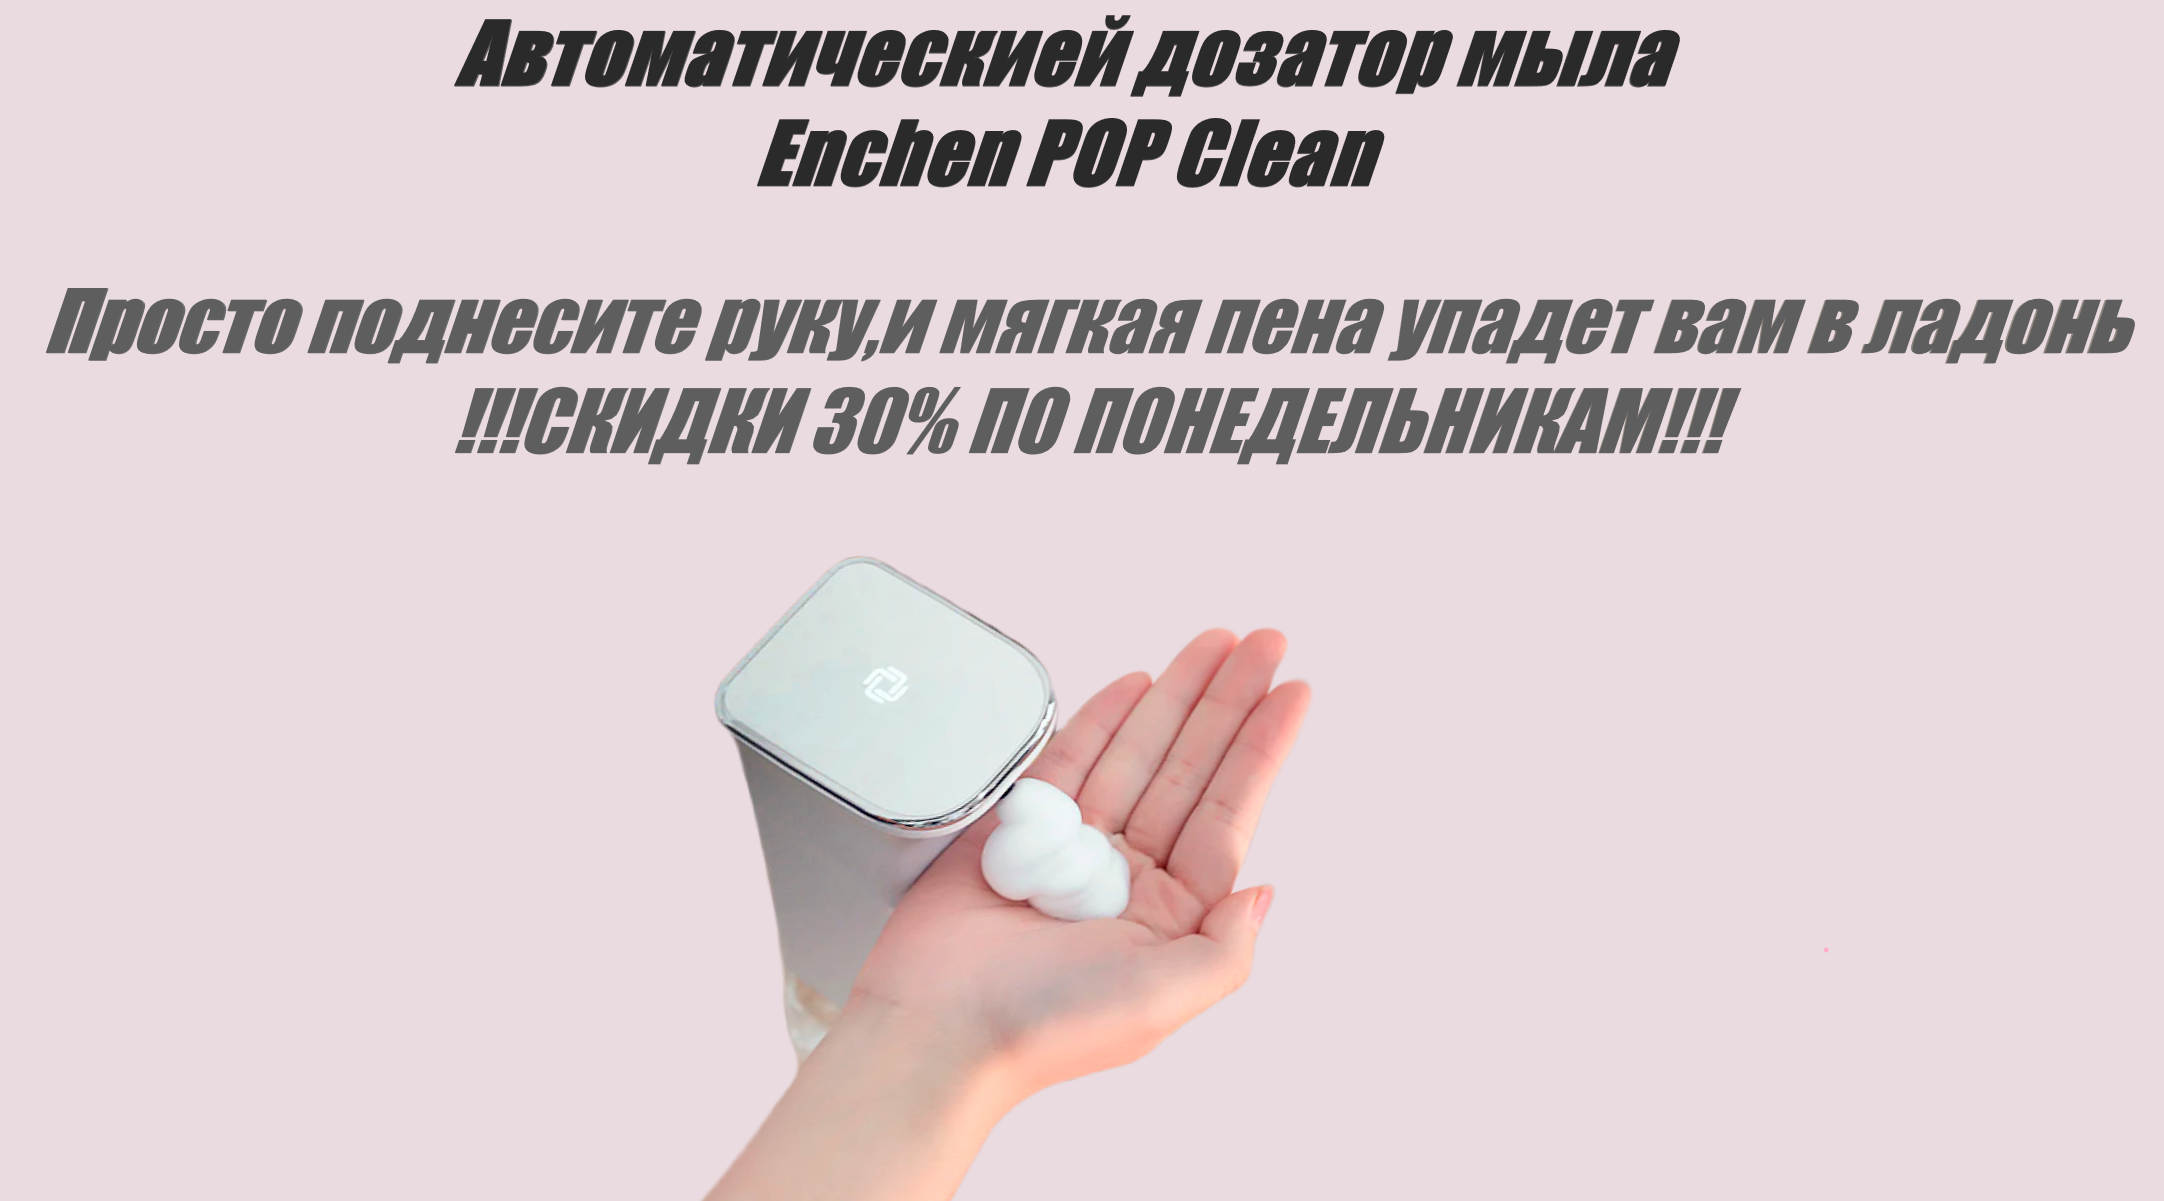 Автоматическией дозатор мыла
Enchen POP Clean
Просто поднесите руку,и мягкая пена упадет вам в ладонь
!!!СКИДКИ 30% ПО ПОНЕДЕЛЬНИКАМ!!!